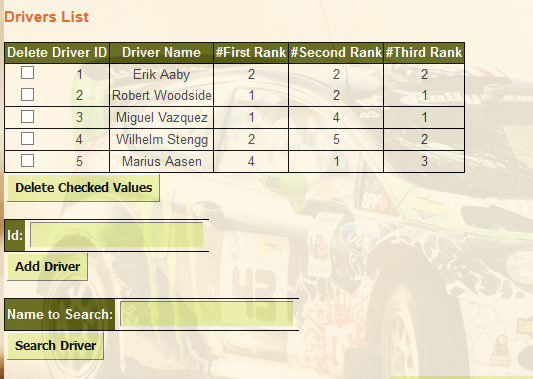 Drivers List
Delete Driver ID Driver Name #First Rank #Second Rank #Third Rank
1 Erik Aaby 2 2 2
2 Robert Woodside 1 2 1
3 Miguel Vazquez 1 4 1
4 Wilhelm Stengg 2 5 2
5 Marius Aasen 4 1 3
Delete Checked Values
Id:
Add Driver
Name to Search:
Search Driver
43